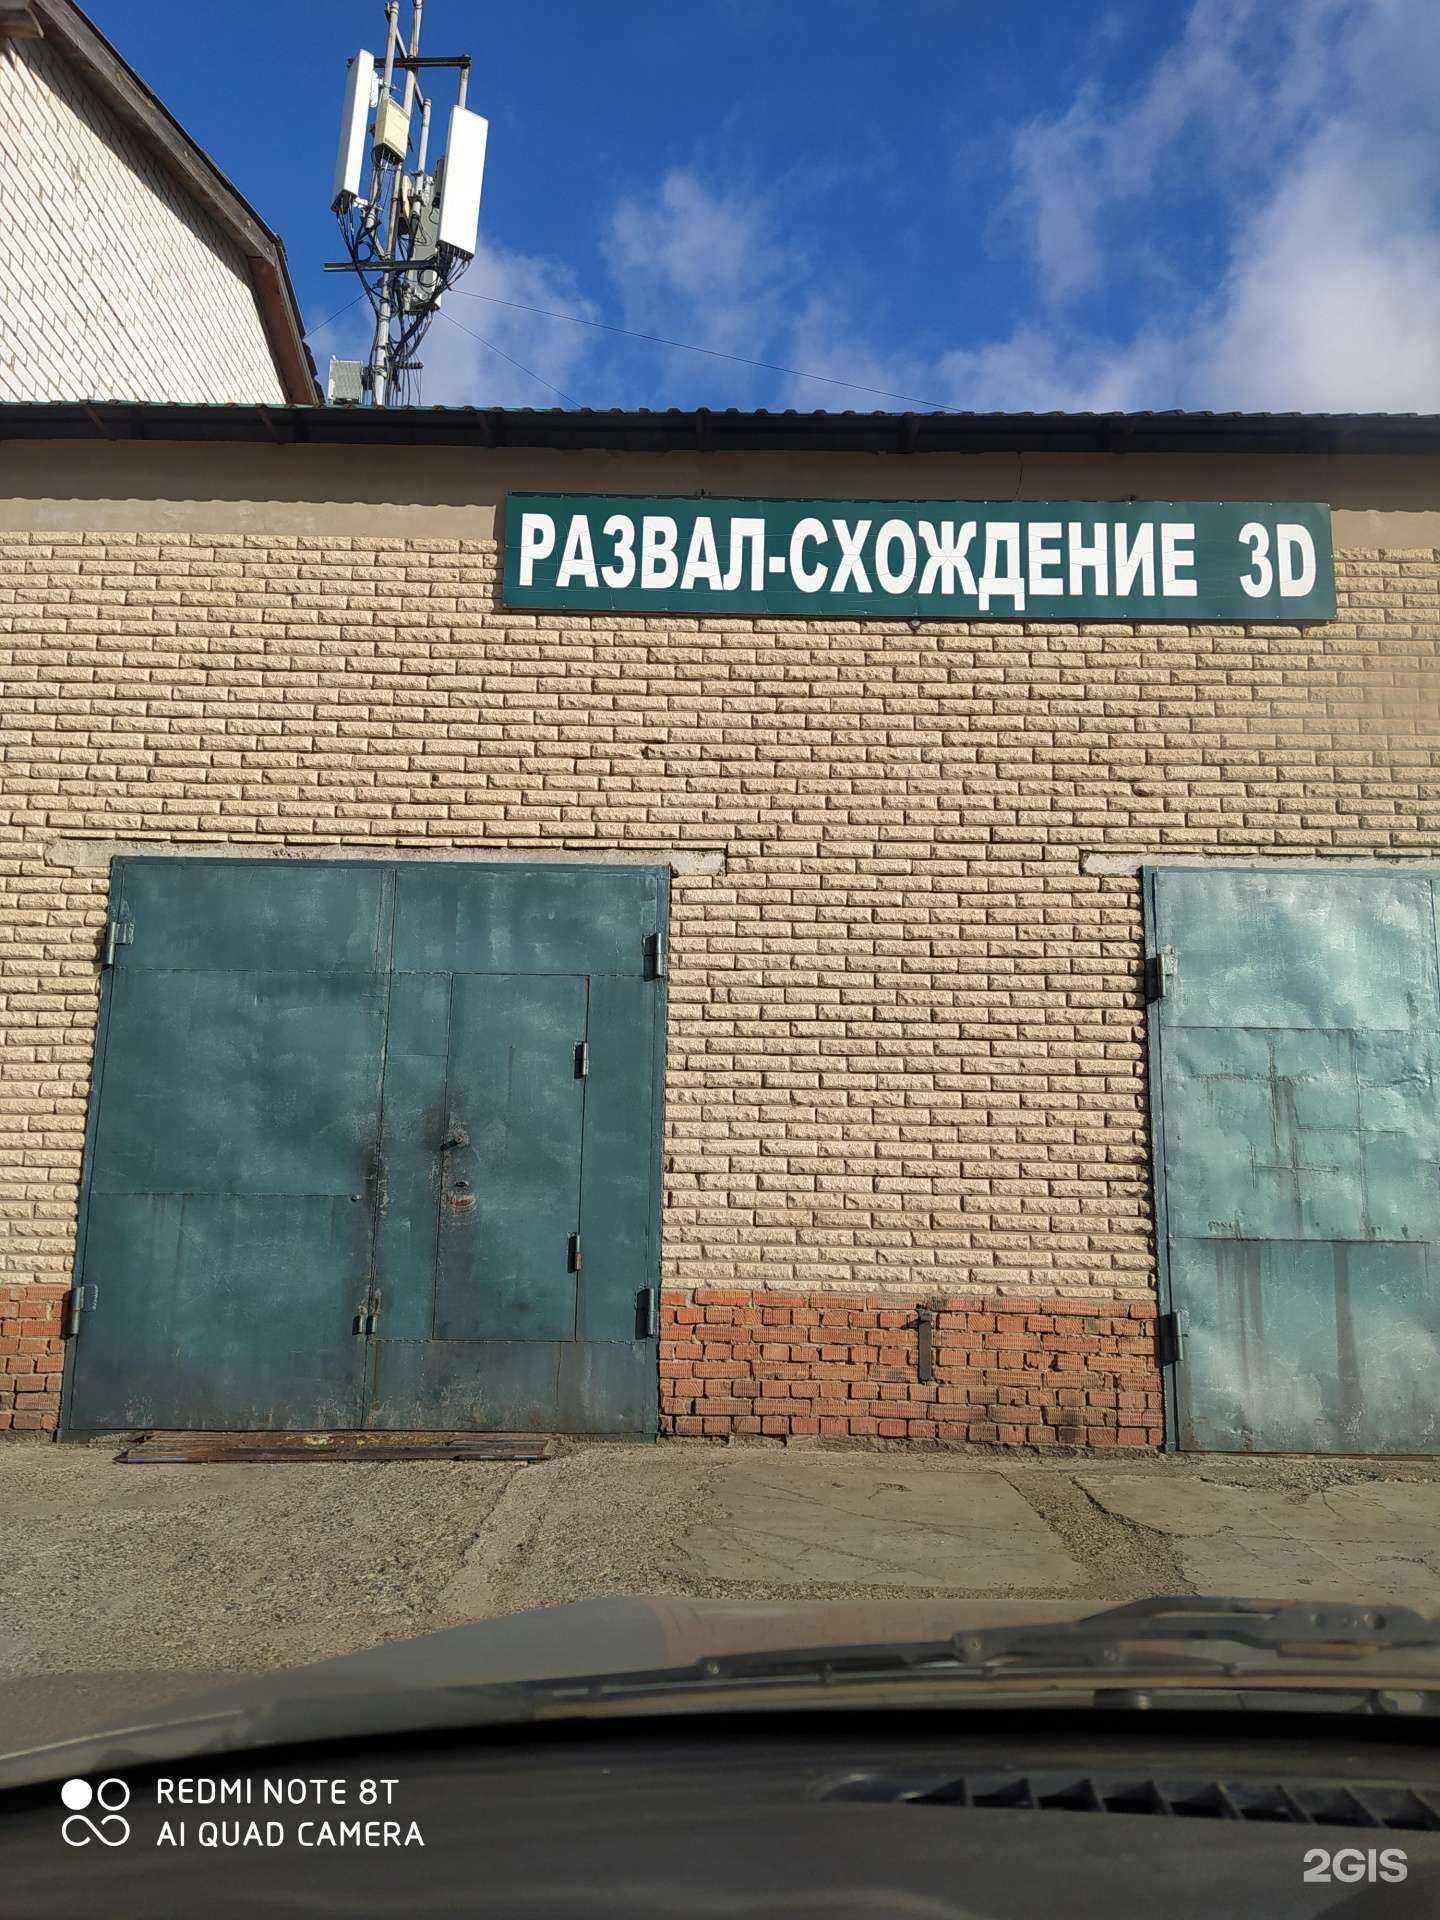 РАЗВАЛ-СХОЖДЕНИЕ 3D
REDMI NOTE 8T
AI QUAD CAMERA
2GIS